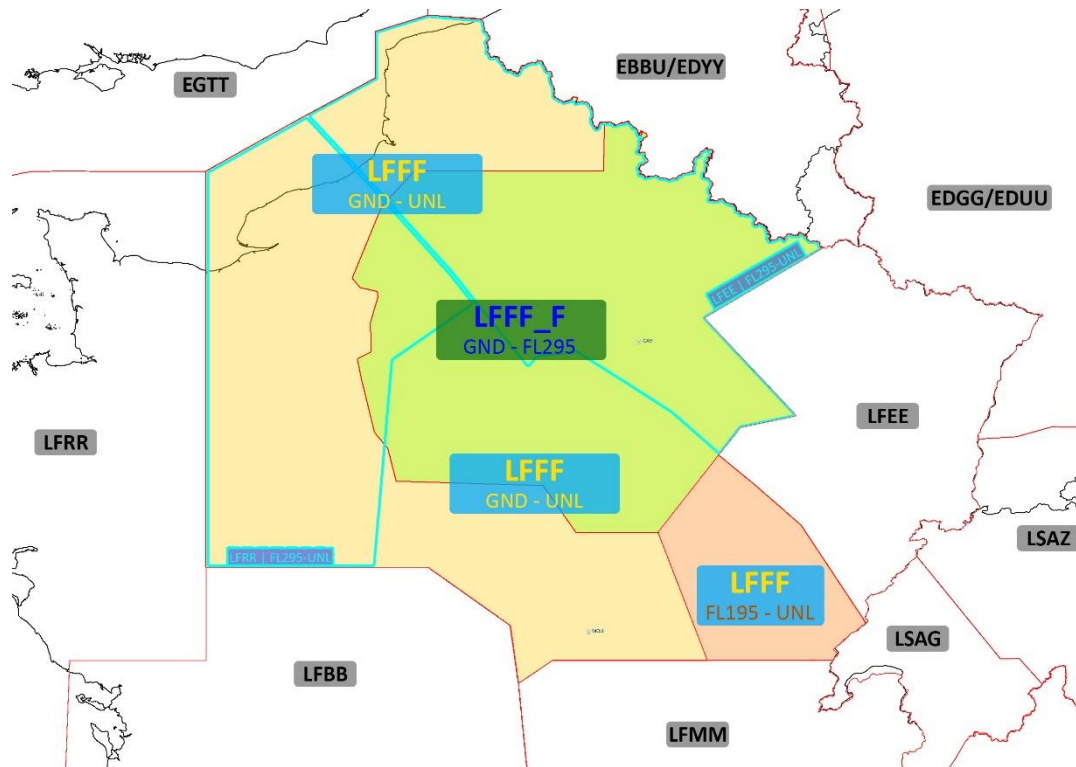 EGTT
EBBU/EDYY
LFFF
GND - UNL
EDGG/EDUU
LFEE | FL295-UNL
LFFF_F
GND - FL295
LFRR
LFEE
LFFF
GND - UNL
LSAZ
LFRR | FL295-UNL
LFFF
FL195 - UNL
LSAG
LFBB
LFMM